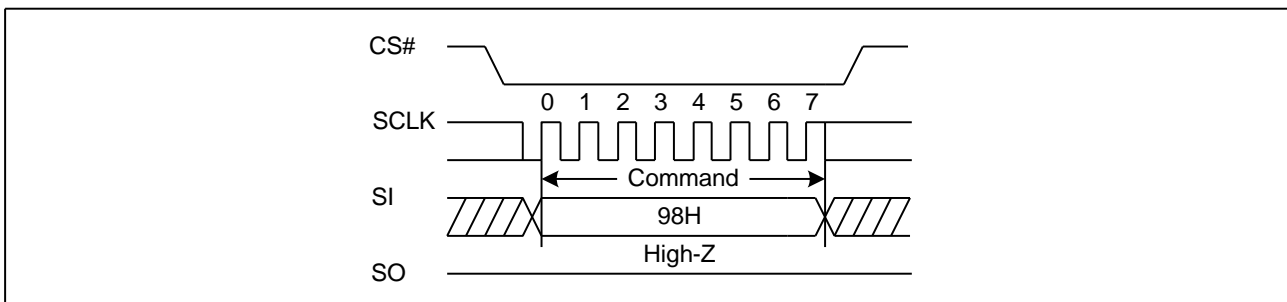 CS#
0 1 2 3 4 5 6 7
SCLK
Command
SI
98H
High-Z
SO